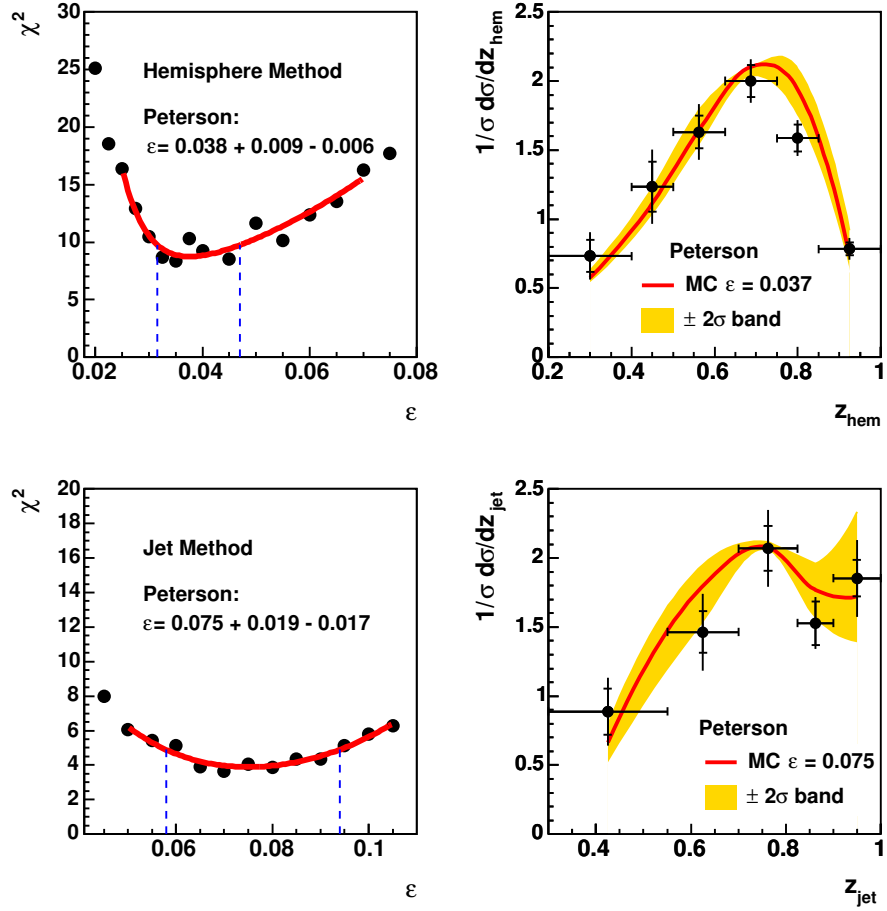 χ²
30
25
20
15
10
5
0
Hemisphere Method
Peterson:
ε= 0.038 + 0.009 - 0.006
0.02 0.04 0.06 0.08
ε
1/σ dσ/dz_hem
2.5
2
1.5
1
0.5
0
Peterson
MC ε = 0.037
± 2σ band
0.2 0.4 0.6 0.8 1
z_hem
χ²
20
18
16
14
12
10
8
6
4
2
0
Jet Method
Peterson:
ε= 0.075 + 0.019 - 0.017
0.06 0.08 0.1
ε
1/σ dσ/dz_jet
2.5
2
1.5
1
0.5
0
Peterson
MC ε = 0.075
± 2σ band
0.4 0.6 0.8 1
z_jet